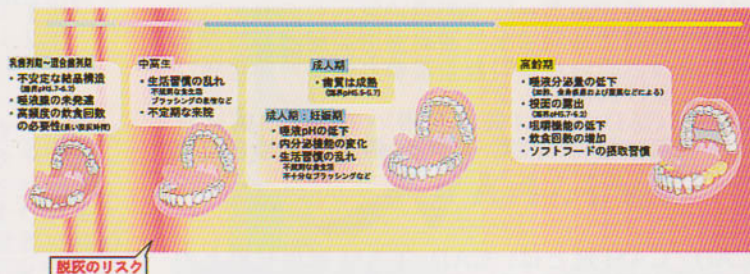 乳歯列期〜混合歯列期
・不安定な結晶構造
(臨界pH5.7-6.2)
・唾液腺の未発達
・高頻度の飲食回数
の必要性(長い脱灰時間)
中高生
・生活習慣の乱れ
不規則な食生活
ブラッシングの怠惰など
・不定期な来院
成人期
・歯質は成熟
(臨界pH5.5-5.7)
成人期：妊娠期
・唾液pHの低下
・内分泌機能の変化
・生活習慣の乱れ
不規則な食生活
不十分なブラッシングなど
高齢期
・唾液分泌量の低下
(加齢、全身疾患および服薬などによる)
・根面の露出
(臨界pH5.7-6.2)
・咀嚼機能の低下
・飲食回数の増加
・ソフトフードの摂取習慣
脱灰のリスク